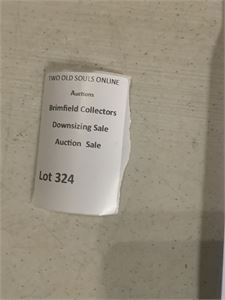 TWO OLD SOULS ONLINE
Auctions
Brimfield Collectors
Downsizing Sale
Auction Sale
Lot 324